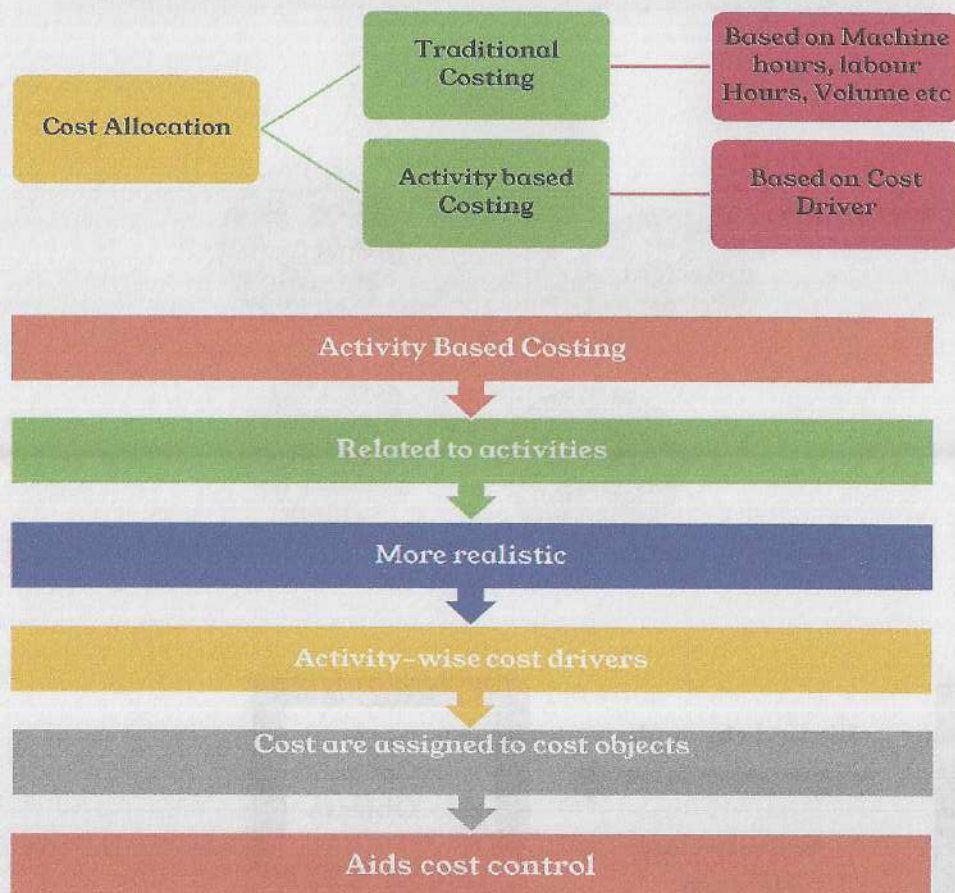 Cost Allocation
Traditional
Costing
Based on Machine
hours, labour
Hours, Volume etc
Activity based
Costing
Based on Cost
Driver
Activity Based Costing
Related to activities
More realistic
Activity-wise cost drivers
Cost are assigned to cost objects
Aids cost control